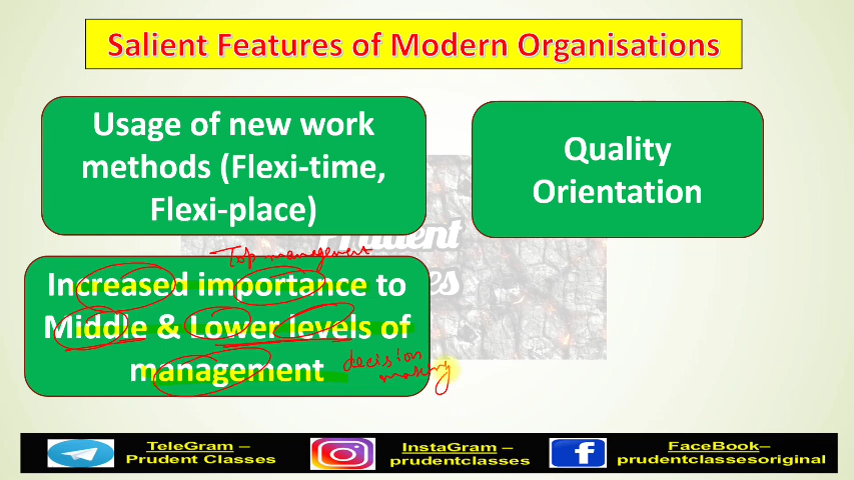 Salient Features of Modern Organisations
Usage of new work
methods (Flexi-time,
Flexi-place)
Quality
Orientation
Prudent
Top management
Increased importance to
Middle & Lower levels of
management
decision
making
TeleGram –
Prudent Classes
InstaGram –
prudentclasses
FaceBook–
prudentclassesoriginal